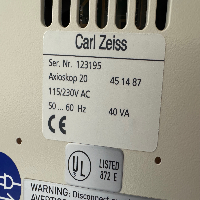 Carl Zeiss
Ser. Nr. 123195
Axioskop 20 45 14 87
115/230V AC
50 ... 60 Hz 40 VA
CE
UL
LISTED
872 E
WARNING: Disconnect